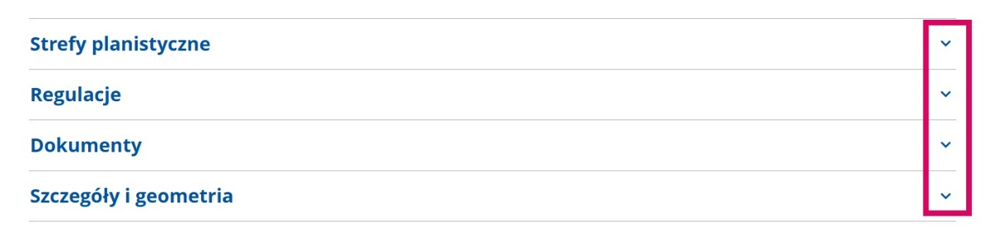 Strefy planistyczne
Regulacje
Dokumenty
Szczegóły i geometria